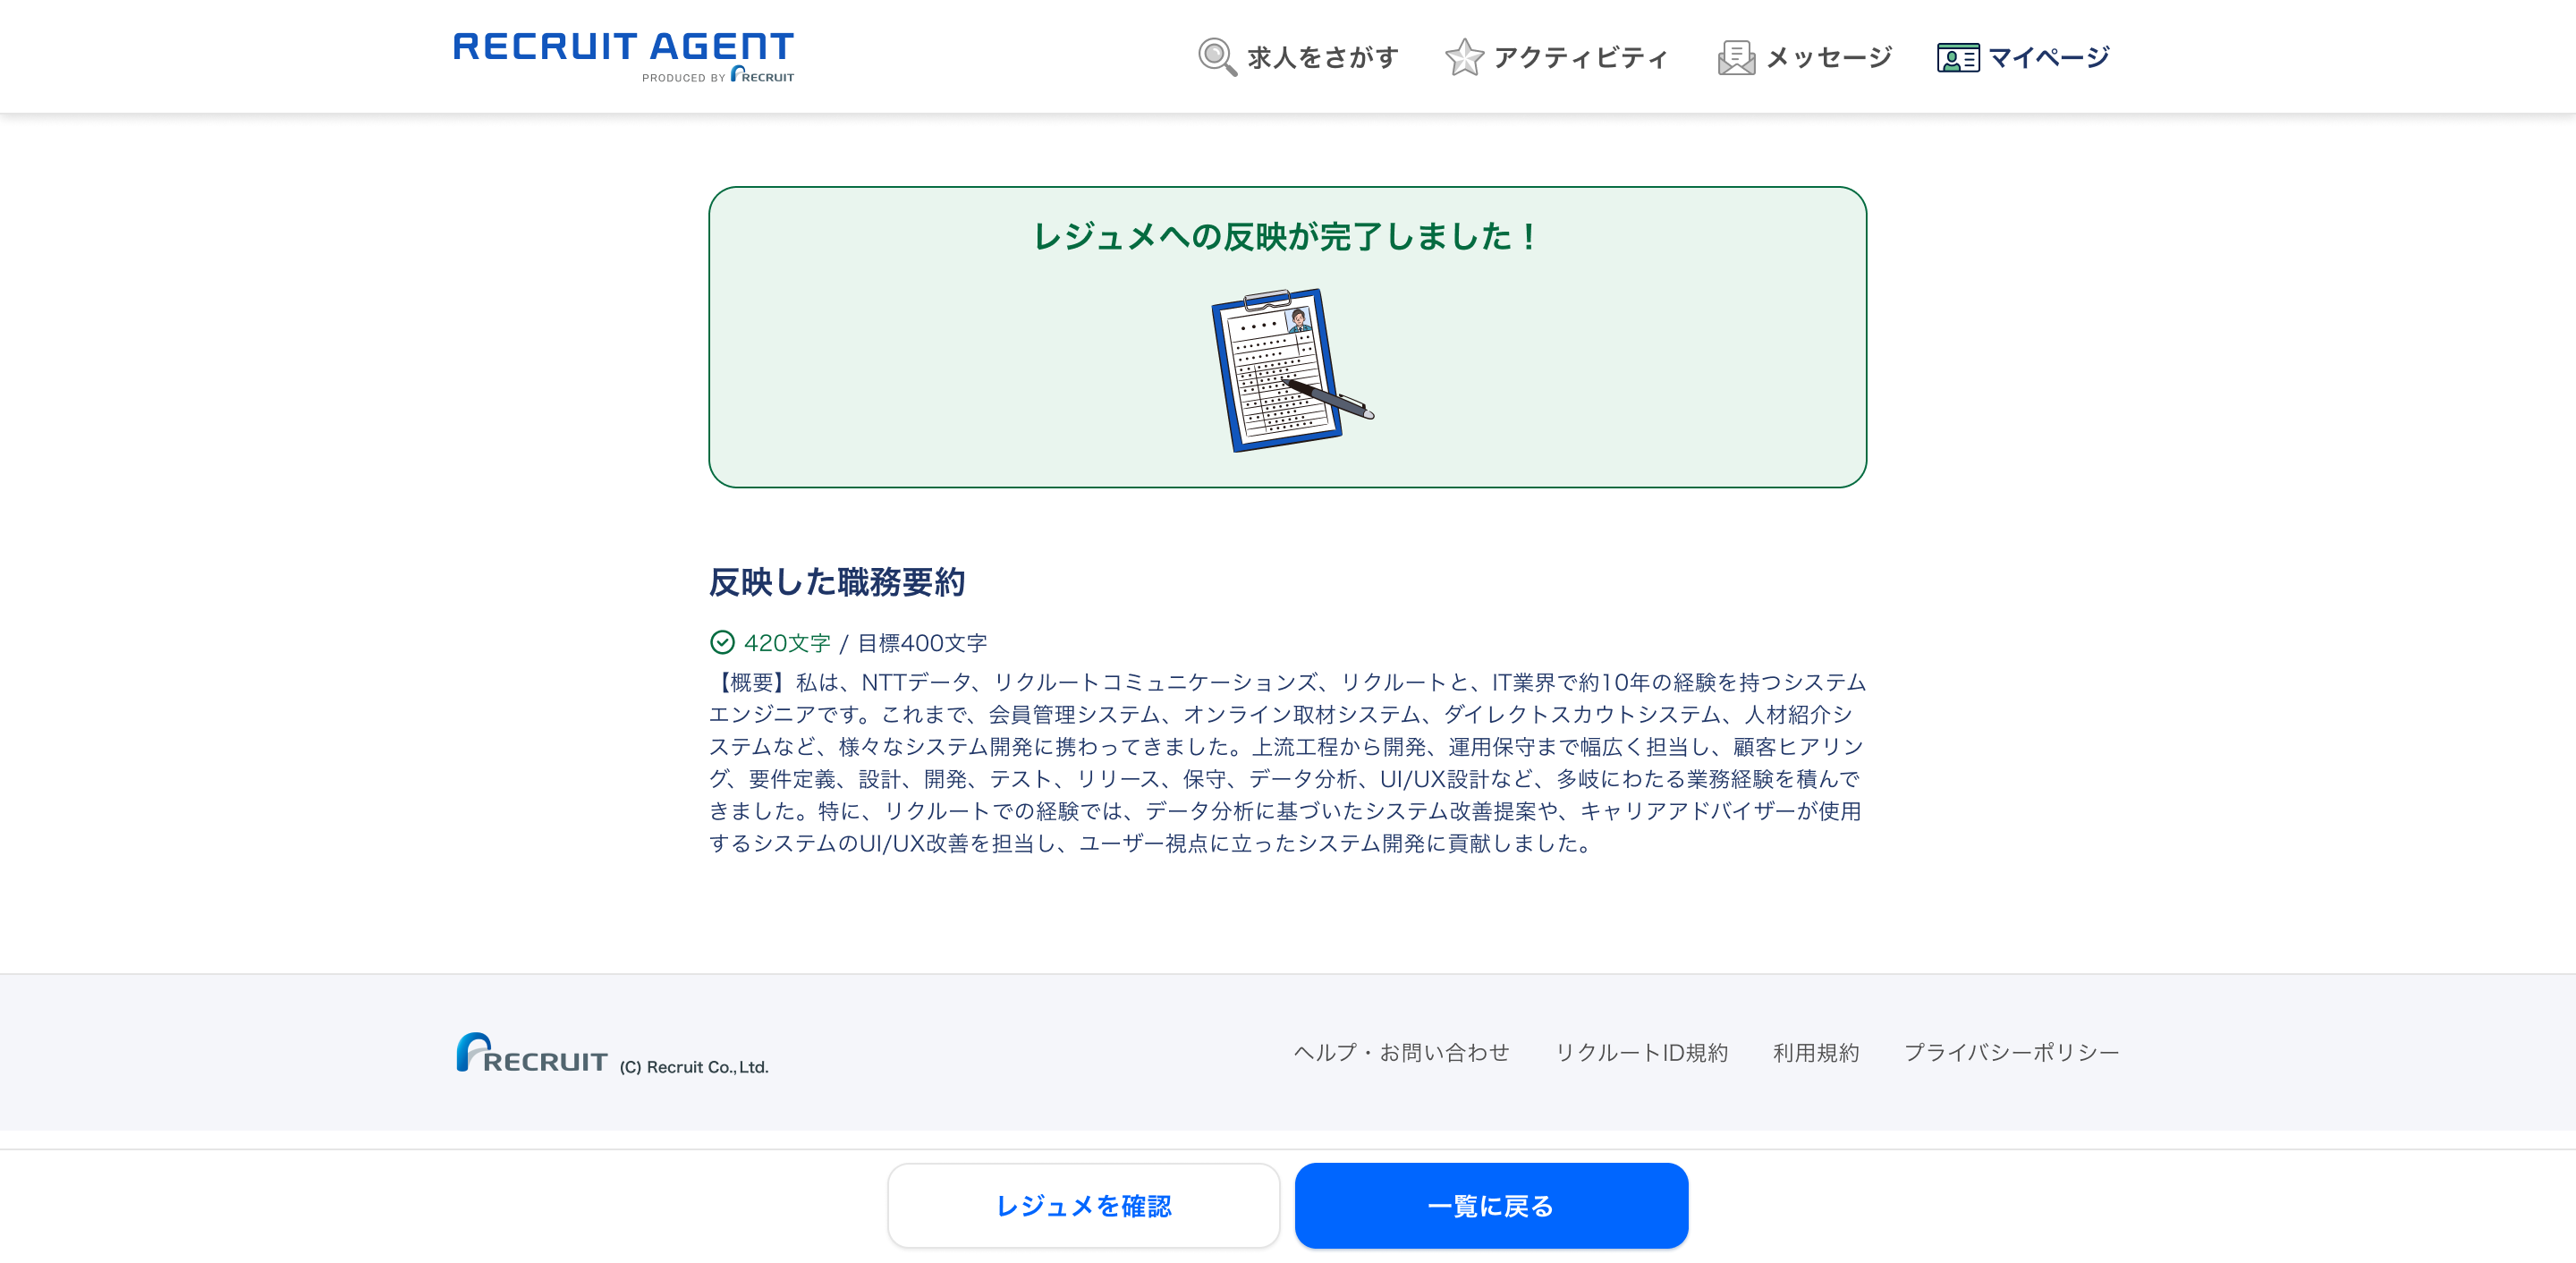 RECRUIT AGENT
PRODUCED BY RECRUIT
求人をさがす
アクティビティ
メッセージ
マイページ
レジュメへの反映が完了しました！
反映した職務要約
420文字 / 目標400文字
【概要】私は、NTTデータ、リクルートコミュニケーションズ、リクルートと、IT業界で約10年の経験を持つシステム
エンジニアです。これまで、会員管理システム、オンライン取材システム、ダイレクトスカウトシステム、人材紹介シ
ステムなど、様々なシステム開発に携わってきました。上流工程から開発、運用保守まで幅広く担当し、顧客ヒアリン
グ、要件定義、設計、開発、テスト、リリース、保守、データ分析、UI/UX設計など、多岐にわたる業務経験を積んで
きました。特に、リクルートでの経験では、データ分析に基づいたシステム改善提案や、キャリアアドバイザーが使用
するシステムのUI/UX改善を担当し、ユーザー視点に立ったシステム開発に貢献しました。
RECRUIT (C) Recruit Co., Ltd.
ヘルプ・お問い合わせ
リクルートID規約
利用規約
プライバシーポリシー
レジュメを確認
一覧に戻る